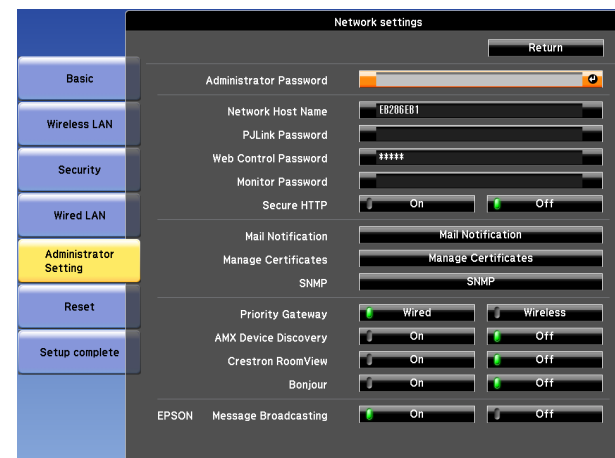 Network settings
Return
Basic
Wireless LAN
Security
Wired LAN
Administrator
Setting
Reset
Setup complete
Administrator Password
Network Host Name EB286EB1
PJLink Password
Web Control Password *****
Monitor Password
Secure HTTP On Off
Mail Notification Mail Notification
Manage Certificates Manage Certificates
SNMP SNMP
Priority Gateway Wired Wireless
AMX Device Discovery On Off
Crestron RoomView On Off
Bonjour On Off
EPSON Message Broadcasting On Off